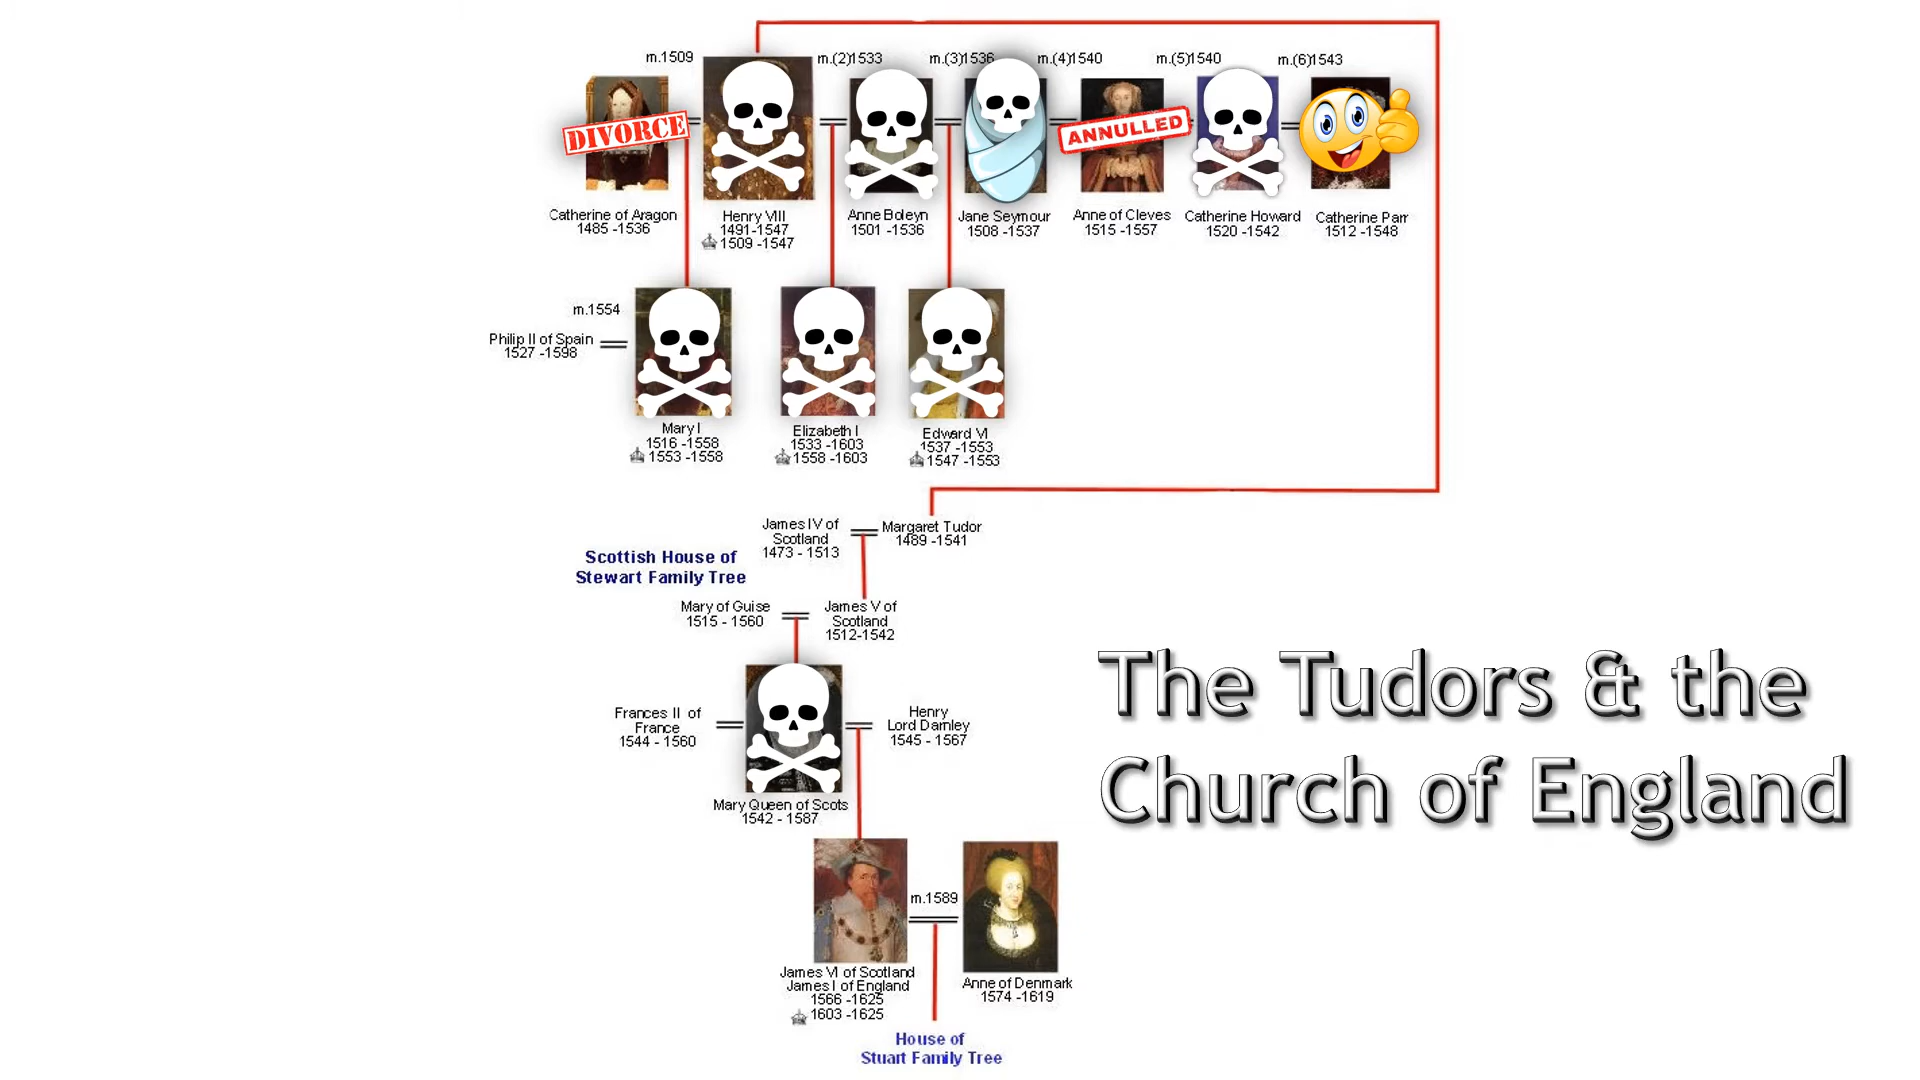 m.1509
m.(2)1533
m.(3)1536
m.(4)1540
m.(5)1540
m.(6)1543
DIVORCE
ANNULLED
Catherine of Aragon
1485 -1536
Henry VIII
1491-1547
1509 -1547
Anne Boleyn
1501 -1536
Jane Seymour
1508 -1537
Anne of Cleves
1515 -1557
Catherine Howard
1520 -1542
Catherine Parr
1512 -1548
m.1554
Philip II of Spain
1527 -1598
Mary I
1516 -1558
1553 -1558
Elizabeth I
1533 -1603
1558 -1603
Edward VI
1537 -1553
1547 -1553
James IV of
Scotland
1473 - 1513
Margaret Tudor
1489 -1541
Scottish House of
Stewart Family Tree
Mary of Guise
1515 - 1560
James V of
Scotland
1512-1542
Frances II of
France
1544 - 1560
Henry
Lord Darnley
1545 - 1567
Mary Queen of Scots
1542 - 1587
The Tudors & the
Church of England
m.1589
James VI of Scotland
James I of England
1566 -1625
1603 -1625
Anne of Denmark
1574 -1619
House of
Stuart Family Tree